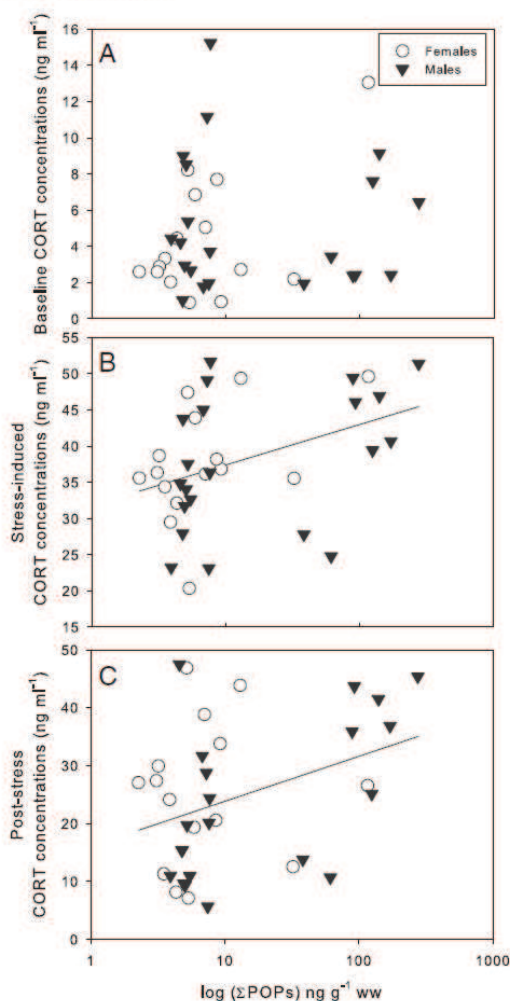 A
Females
Males
Baseline CORT concentrations (ng ml⁻¹)
16
14
12
10
8
6
4
2
0
B
Stress-induced
CORT concentrations (ng ml⁻¹)
55
50
45
40
35
30
25
20
15
C
Post-stress
CORT concentrations (ng ml⁻¹)
50
40
30
20
10
0
1 10 100 1000
log (ΣPOPs) ng g⁻¹ ww